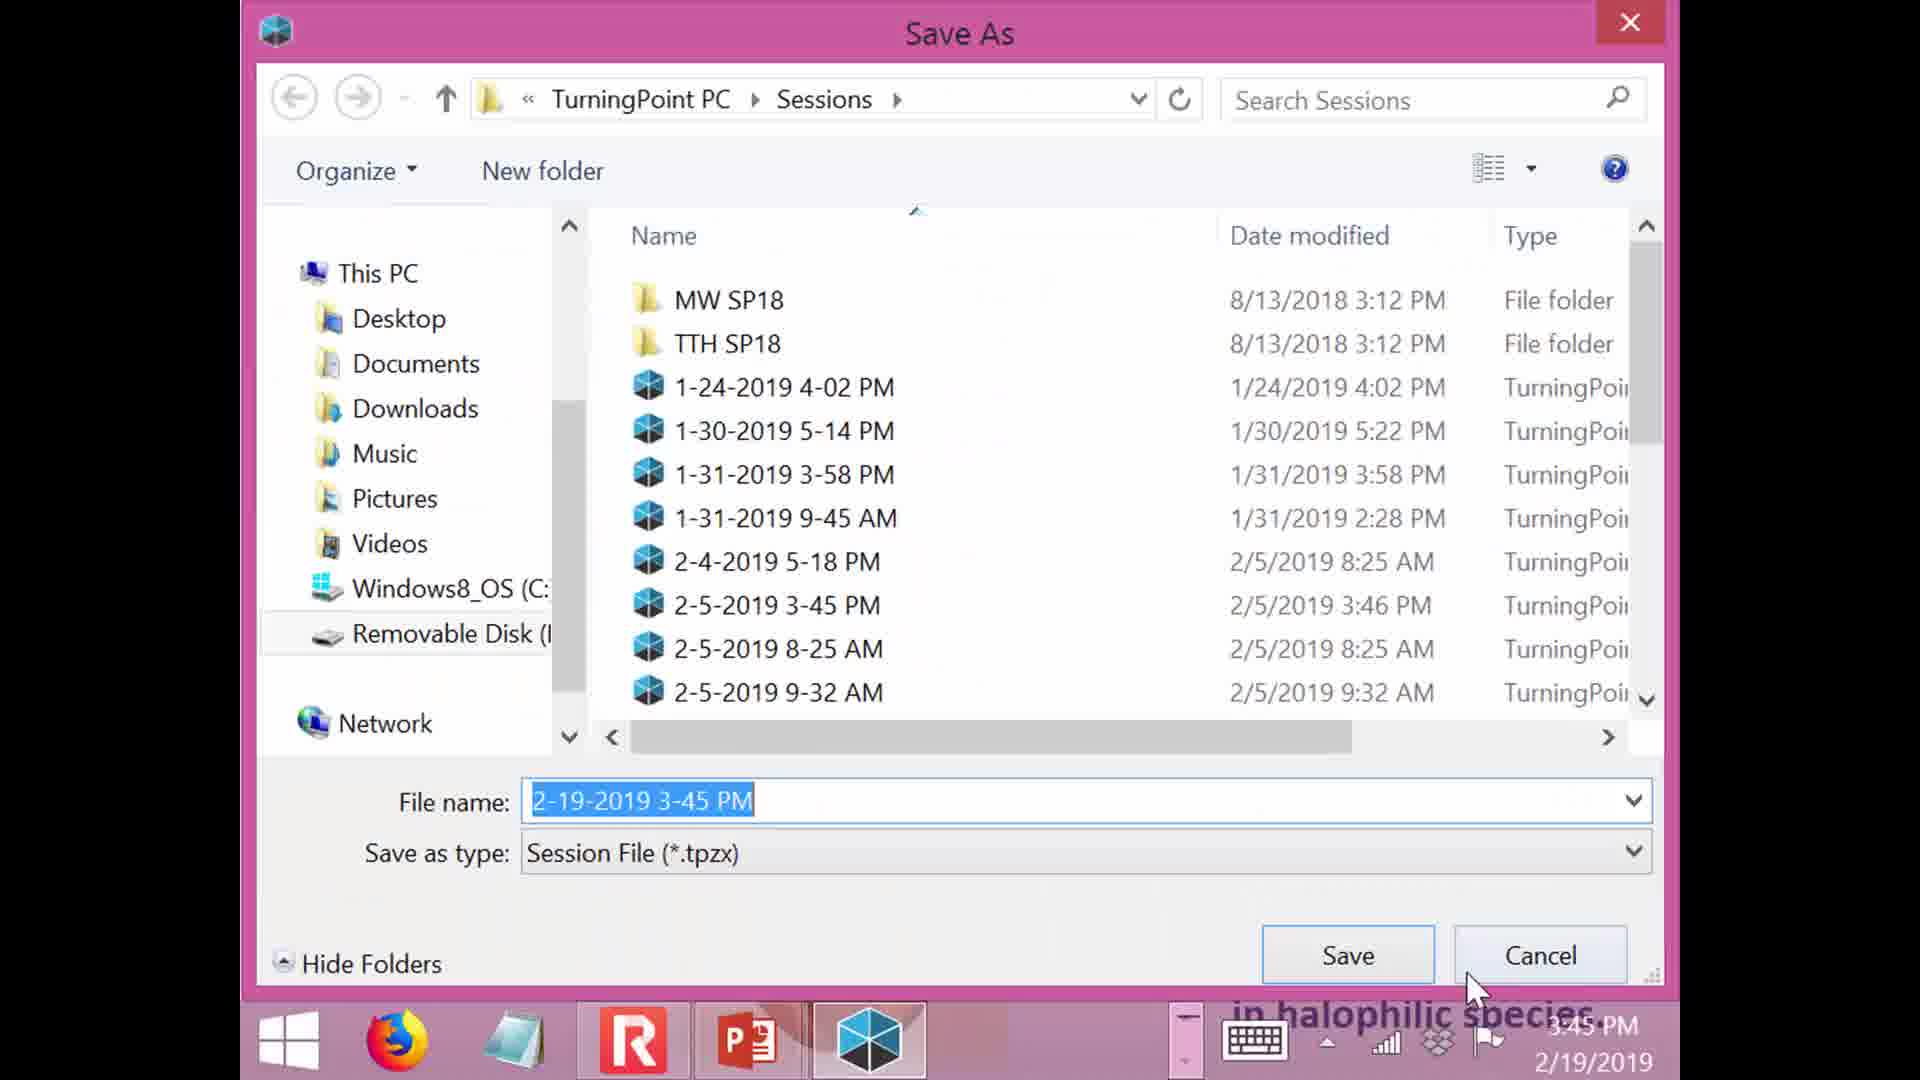 Save As
« TurningPoint PC Sessions
Search Sessions
Organize
New folder
Name Date modified Type
This PC
Desktop
Documents
Downloads
Music
Pictures
Videos
Windows8_OS (C:
Removable Disk (
Network
MW SP18 8/13/2018 3:12 PM File folder
TTH SP18 8/13/2018 3:12 PM File folder
1-24-2019 4-02 PM 1/24/2019 4:02 PM TurningPoi
1-30-2019 5-14 PM 1/30/2019 5:22 PM TurningPoi
1-31-2019 3-58 PM 1/31/2019 3:58 PM TurningPoi
1-31-2019 9-45 AM 1/31/2019 2:28 PM TurningPoi
2-4-2019 5-18 PM 2/5/2019 8:25 AM TurningPoi
2-5-2019 3-45 PM 2/5/2019 3:46 PM TurningPoi
2-5-2019 8-25 AM 2/5/2019 8:25 AM TurningPoi
2-5-2019 9-32 AM 2/5/2019 9:32 AM TurningPoi
File name: 2-19-2019 3-45 PM
Save as type: Session File (*.tpzx)
Hide Folders
Save
Cancel
in halophilic species.
3:45 PM
2/19/2019